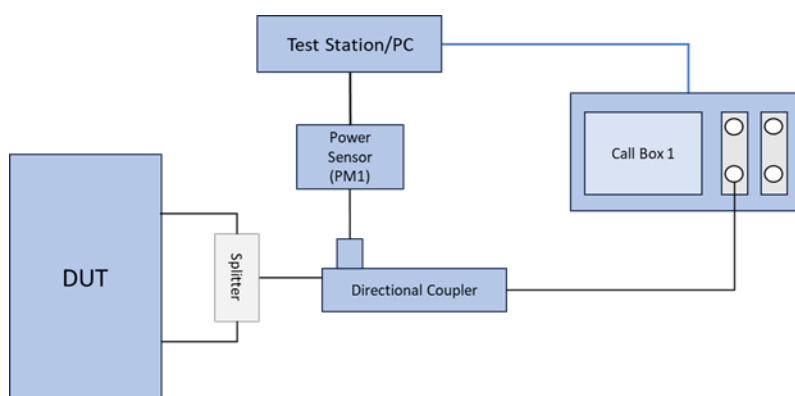 Test Station/PC
Power
Sensor
(PM1)
Call Box 1
DUT
Splitter
Directional Coupler